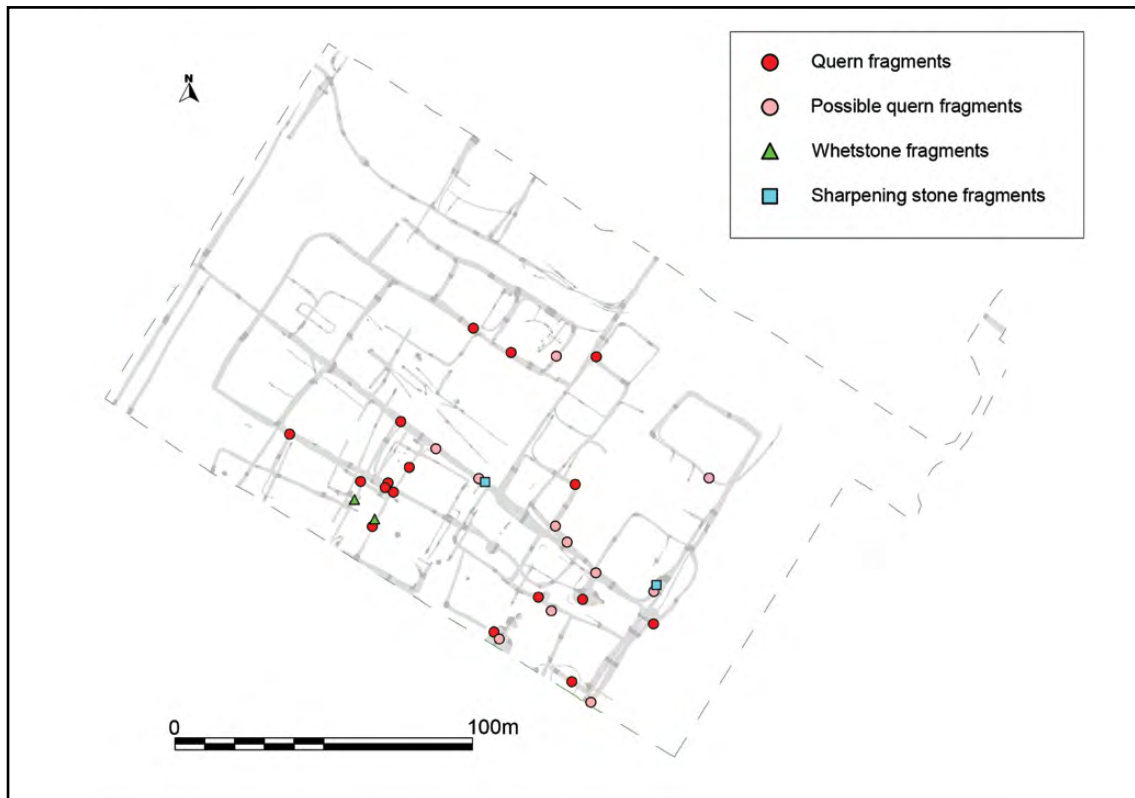 N
Quern fragments
Possible quern fragments
Whetstone fragments
Sharpening stone fragments
0 100m